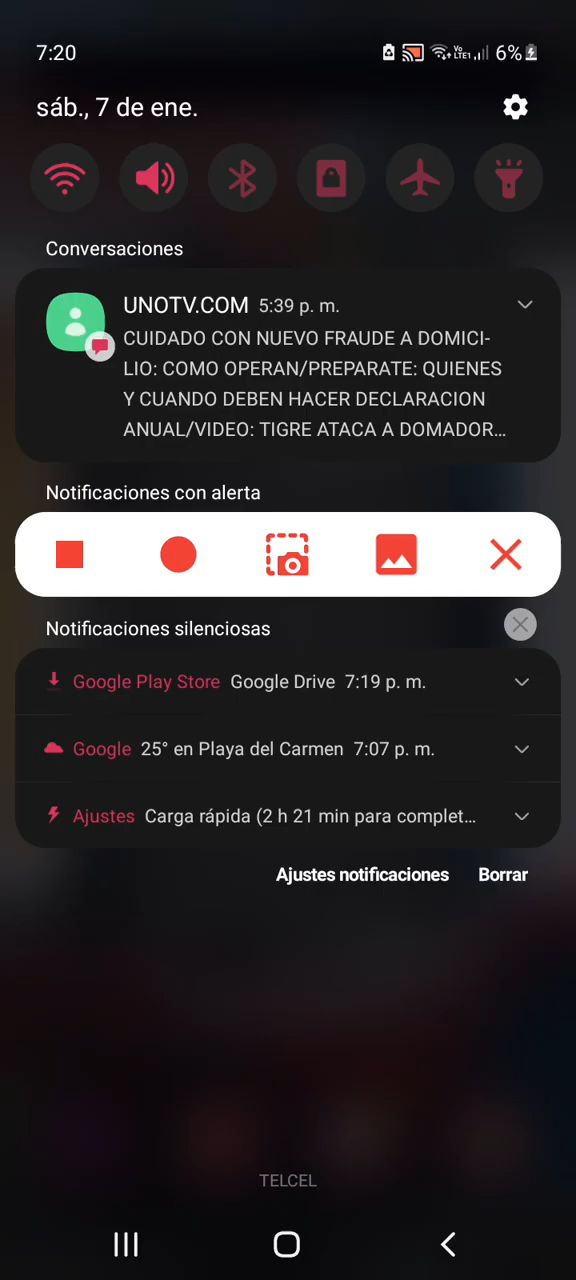 7:20
Vo
LTE1
6%
sáb., 7 de ene.
Conversaciones
UNOTV.COM 5:39 p. m.
CUIDADO CON NUEVO FRAUDE A DOMICI-
LIO: COMO OPERAN/PREPARATE: QUIENES
Y CUANDO DEBEN HACER DECLARACION
ANUAL/VIDEO: TIGRE ATACA A DOMADOR…
Notificaciones con alerta
Notificaciones silenciosas
Google Play Store Google Drive 7:19 p. m.
Google 25° en Playa del Carmen 7:07 p. m.
Ajustes Carga rápida (2 h 21 min para complet…
Ajustes notificaciones Borrar
TELCEL